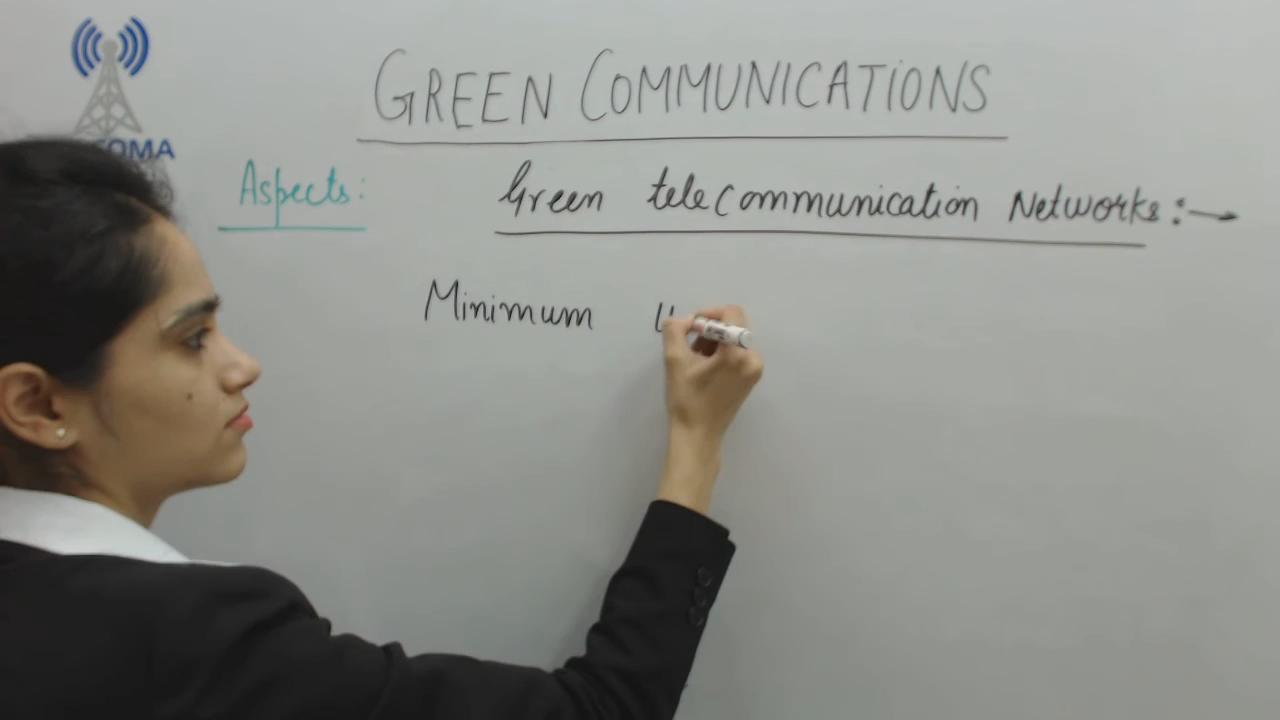 GREEN COMMUNICATIONS
Aspects:
Green telecommunication Networks:→
Minimum